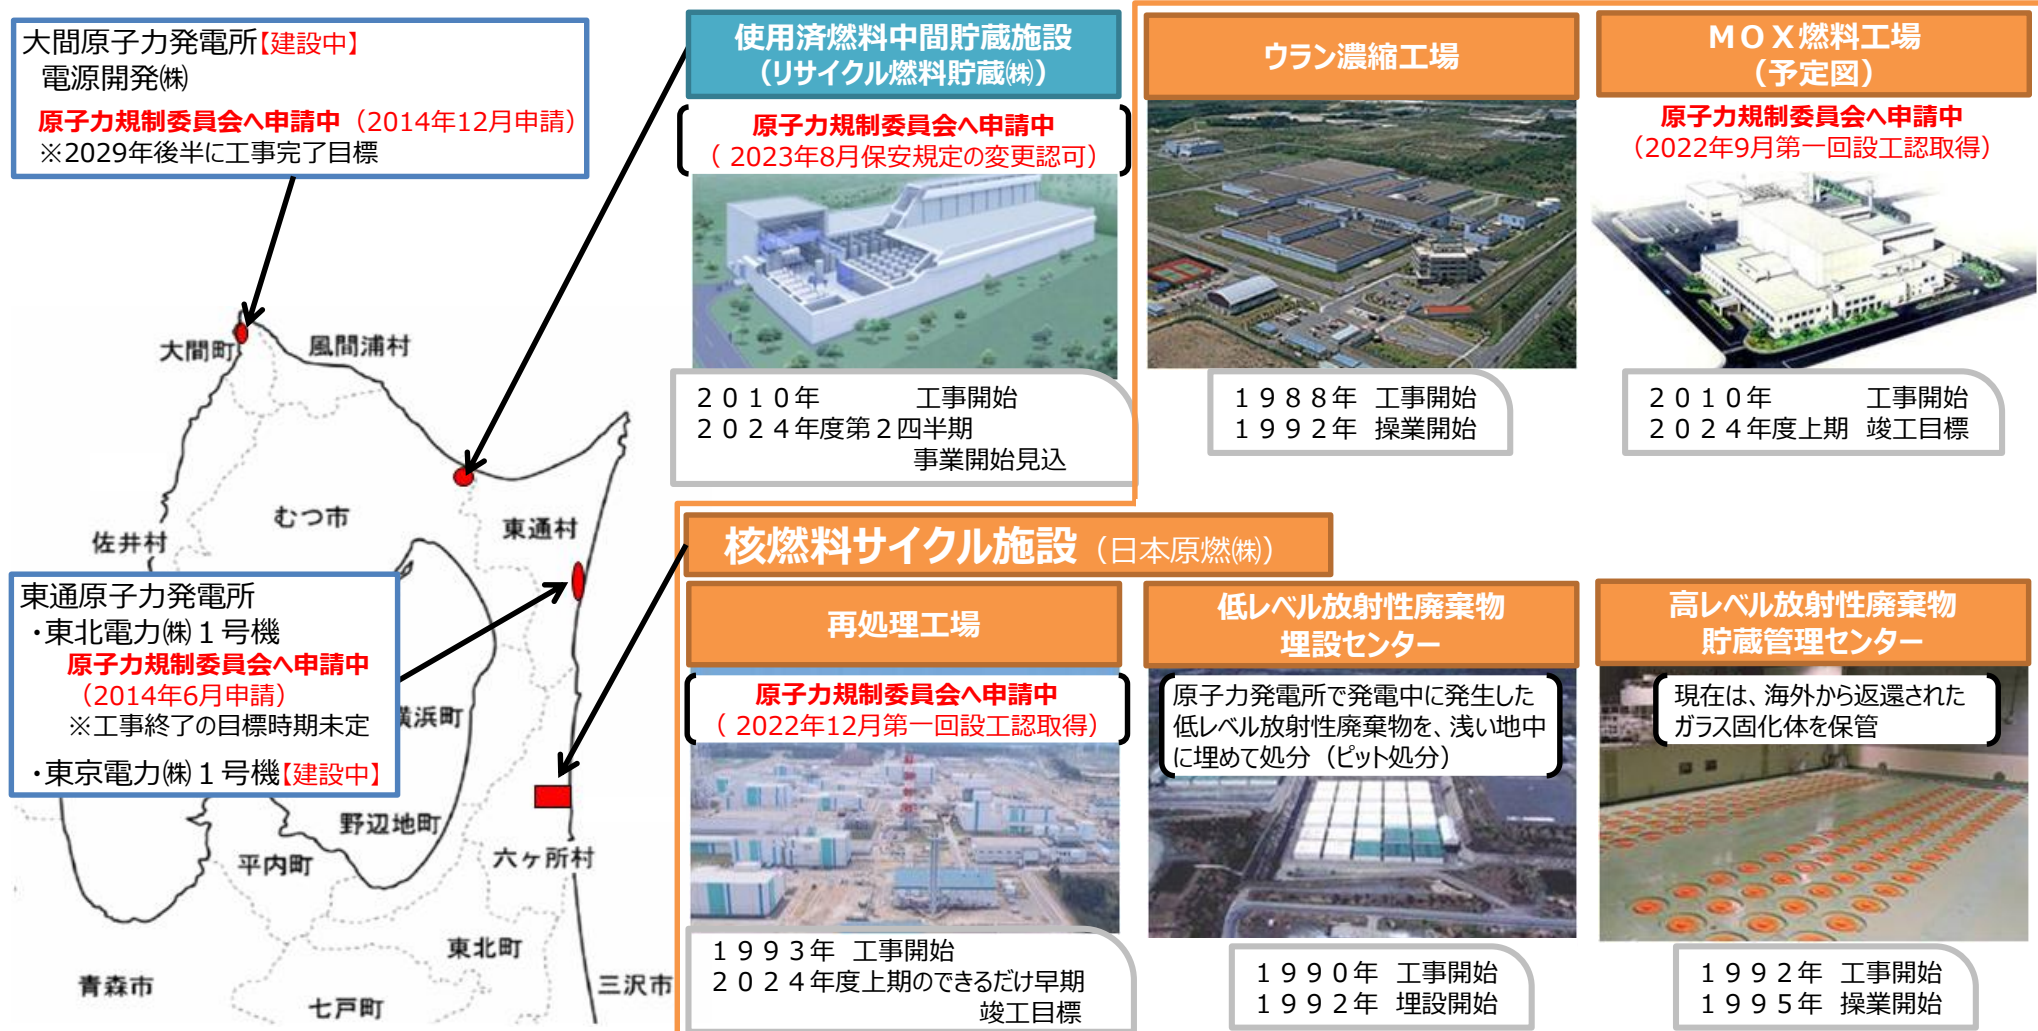 大間原子力発電所【建設中】
電源開発㈱
原子力規制委員会へ申請中（2014年12月申請）
※2029年後半に工事完了目標
使用済燃料中間貯蔵施設
（リサイクル燃料貯蔵㈱）
原子力規制委員会へ申請中
（ 2023年8月保安規定の変更認可）
２０１０年　工事開始
２０２４年度第２四半期
事業開始見込
ウラン濃縮工場
１９８８年 工事開始
１９９２年 操業開始
ＭＯＸ燃料工場
（予定図）
原子力規制委員会へ申請中
（2022年9月第一回設工認取得）
２０１０年　工事開始
２０２４年度上期 竣工目標
大間町
風間浦村
むつ市
東通村
佐井村
東通原子力発電所
・東北電力㈱１号機
原子力規制委員会へ申請中
（2014年6月申請）
※工事終了の目標時期未定
・東京電力㈱１号機【建設中】
横浜町
野辺地町
平内町
六ヶ所村
東北町
青森市
七戸町
三沢市
核燃料サイクル施設（日本原燃㈱）
再処理工場
原子力規制委員会へ申請中
（ 2022年12月第一回設工認取得）
１９９３年 工事開始
２０２４年度上期のできるだけ早期
竣工目標
低レベル放射性廃棄物
埋設センター
原子力発電所で発電中に発生した
低レベル放射性廃棄物を、浅い地中
に埋めて処分（ピット処分）
１９９０年 工事開始
１９９２年 埋設開始
高レベル放射性廃棄物
貯蔵管理センター
現在は、海外から返還された
ガラス固化体を保管
１９９２年 工事開始
１９９５年 操業開始